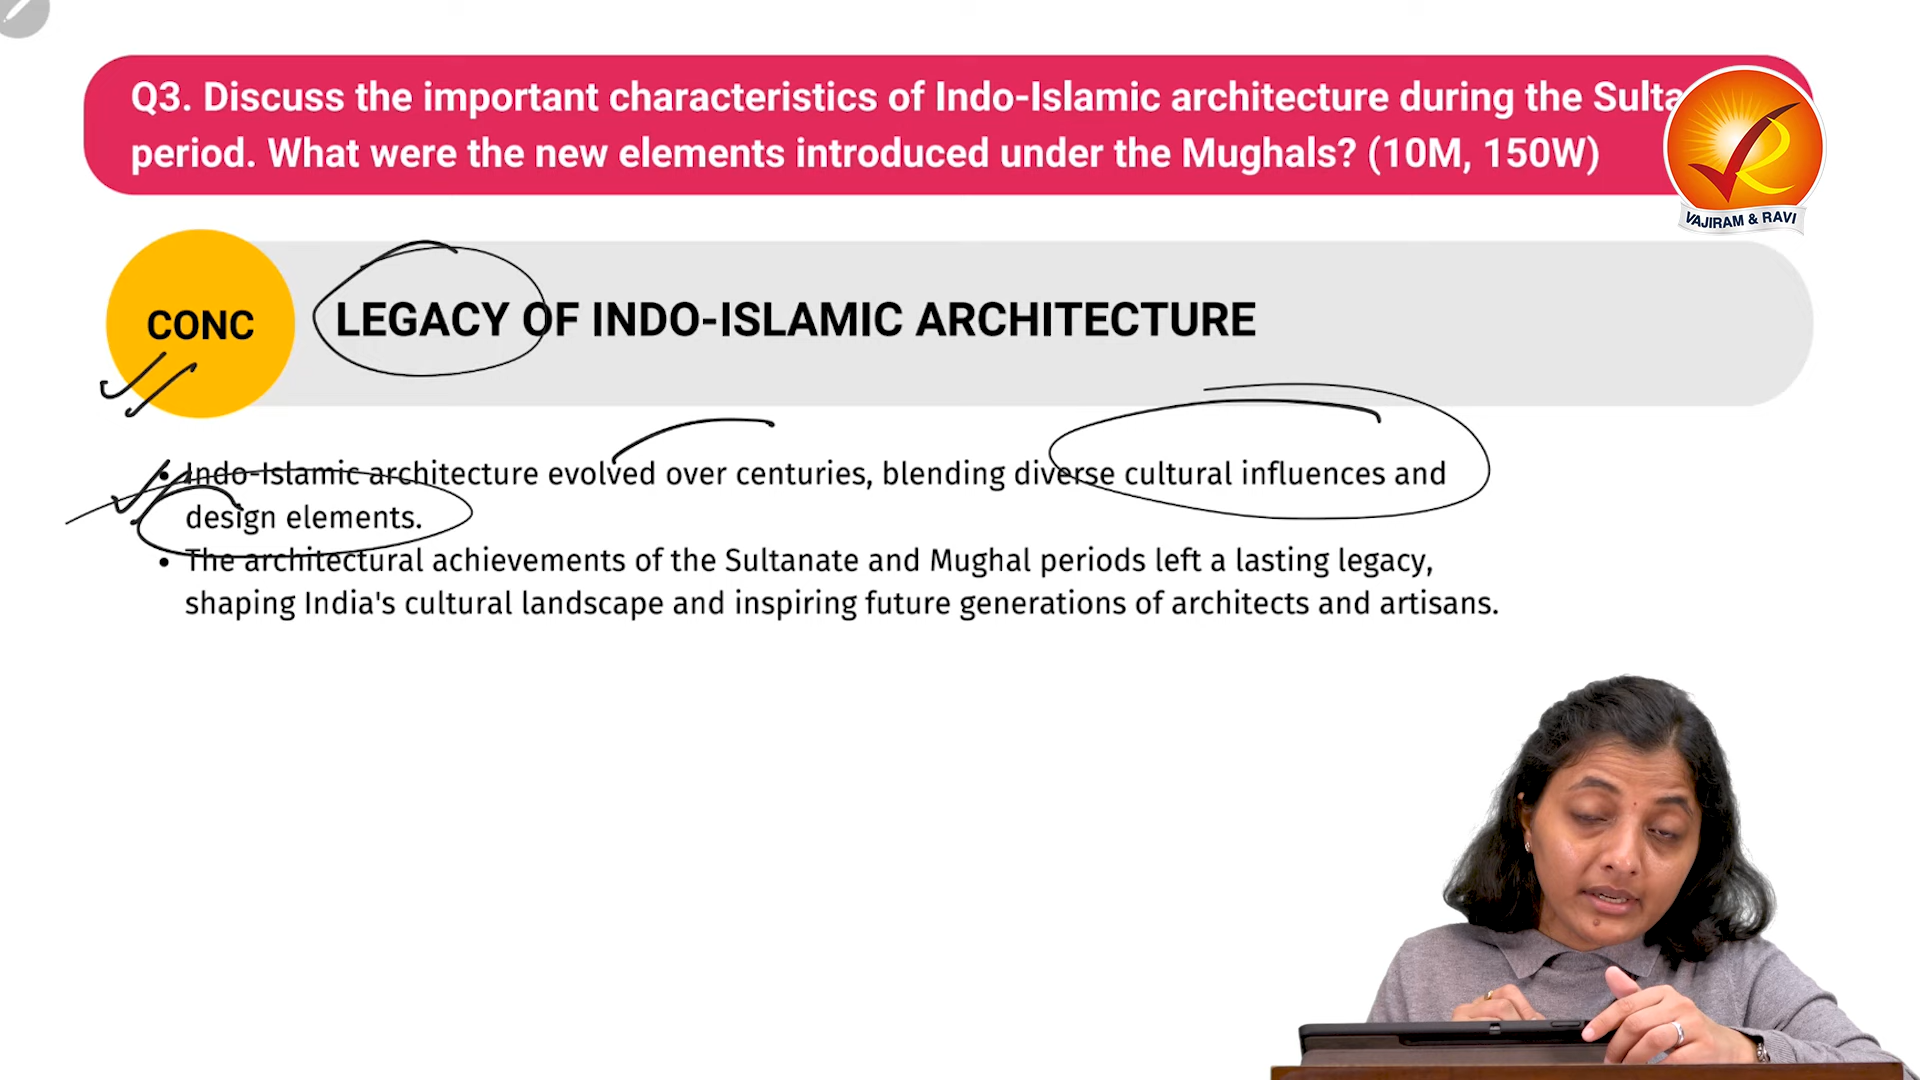 Q3. Discuss the important characteristics of Indo-Islamic architecture during the
period. What were the new elements introduced under the Mughals? (10M, 150W)
VAJIRAM & RAVI
CONC
LEGACY OF INDO-ISLAMIC ARCHITECTURE
• Indo-Islamic architecture evolved over centuries, blending diverse cultural influences and
design elements.
• The architectural achievements of the Sultanate and Mughal periods left a lasting legacy,
shaping India's cultural landscape and inspiring future generations of architects and artisans.